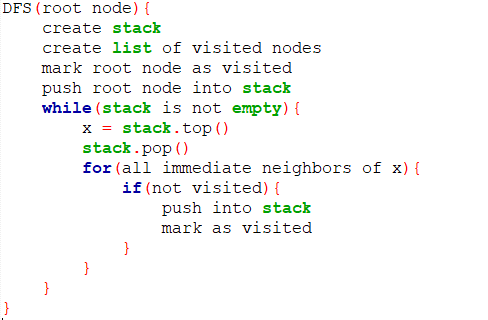 DFS(root node){
    create stack
    create list of visited nodes
    mark root node as visited
    push root node into stack
    while(stack is not empty){
        x = stack.top()
        stack.pop()
        for(all immediate neighbors of x){
            if(not visited){
                push into stack
                mark as visited
            }
        }
    }
}